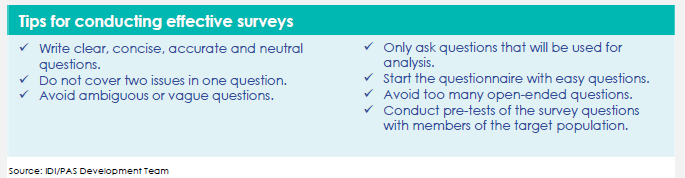 Tips for conducting effective surveys
✓ Write clear, concise, accurate and neutral
questions.
✓ Do not cover two issues in one question.
✓ Avoid ambiguous or vague questions.
✓ Only ask questions that will be used for
analysis.
✓ Start the questionnaire with easy questions.
✓ Avoid too many open-ended questions.
✓ Conduct pre-tests of the survey questions
with members of the target population.
Source: IDI/PAS Development Team